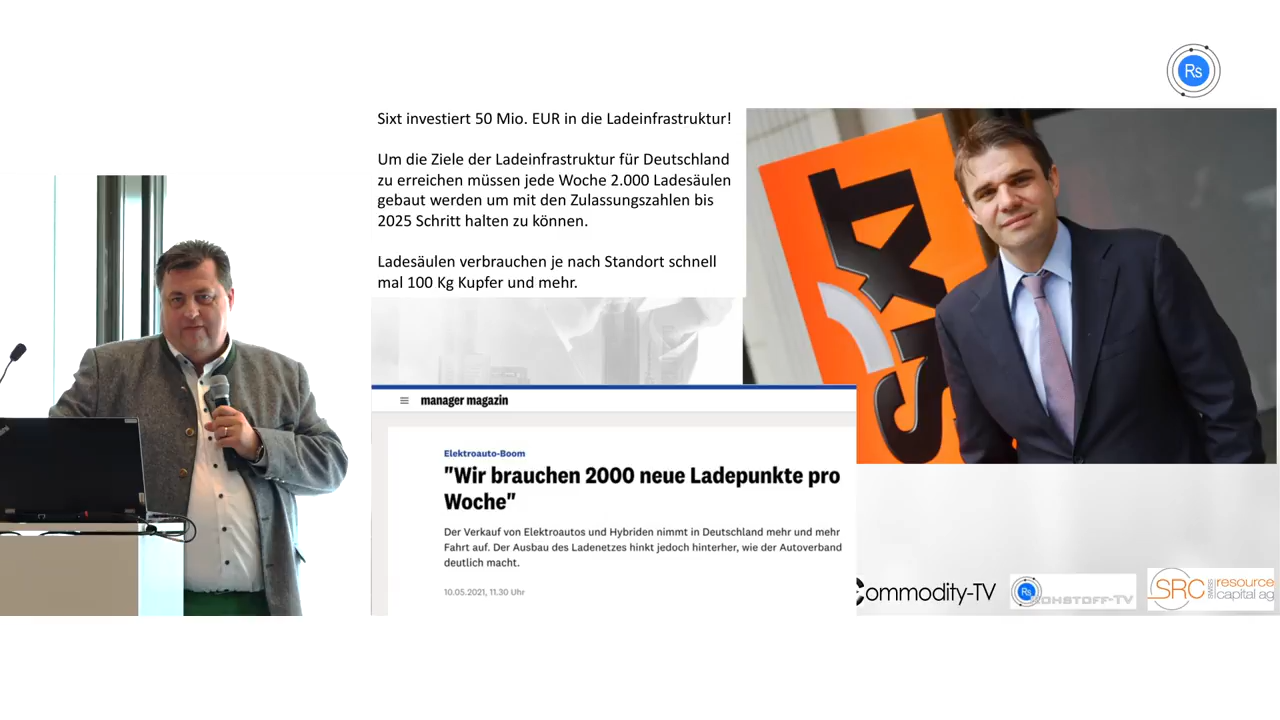 Rs
Sixt investiert 50 Mio. EUR in die Ladeinfrastruktur!
Um die Ziele der Ladeinfrastruktur für Deutschland
zu erreichen müssen jede Woche 2.000 Ladesäulen
gebaut werden um mit den Zulassungszahlen bis
2025 Schritt halten zu können.
Ladesäulen verbrauchen je nach Standort schnell
mal 100 Kg Kupfer und mehr.
SIXT
manager magazin
Elektroauto-Boom
"Wir brauchen 2000 neue Ladepunkte pro
Woche"
Der Verkauf von Elektroautos und Hybriden nimmt in Deutschland mehr und mehr
Fahrt auf. Der Ausbau des Ladenetzes hinkt jedoch hinterher, wie der Autoverband
deutlich macht.
10.05.2021, 11.30 Uhr
Commodity-TV
Rs ROHSTOFF-TV
SRC swiss resource
capital ag